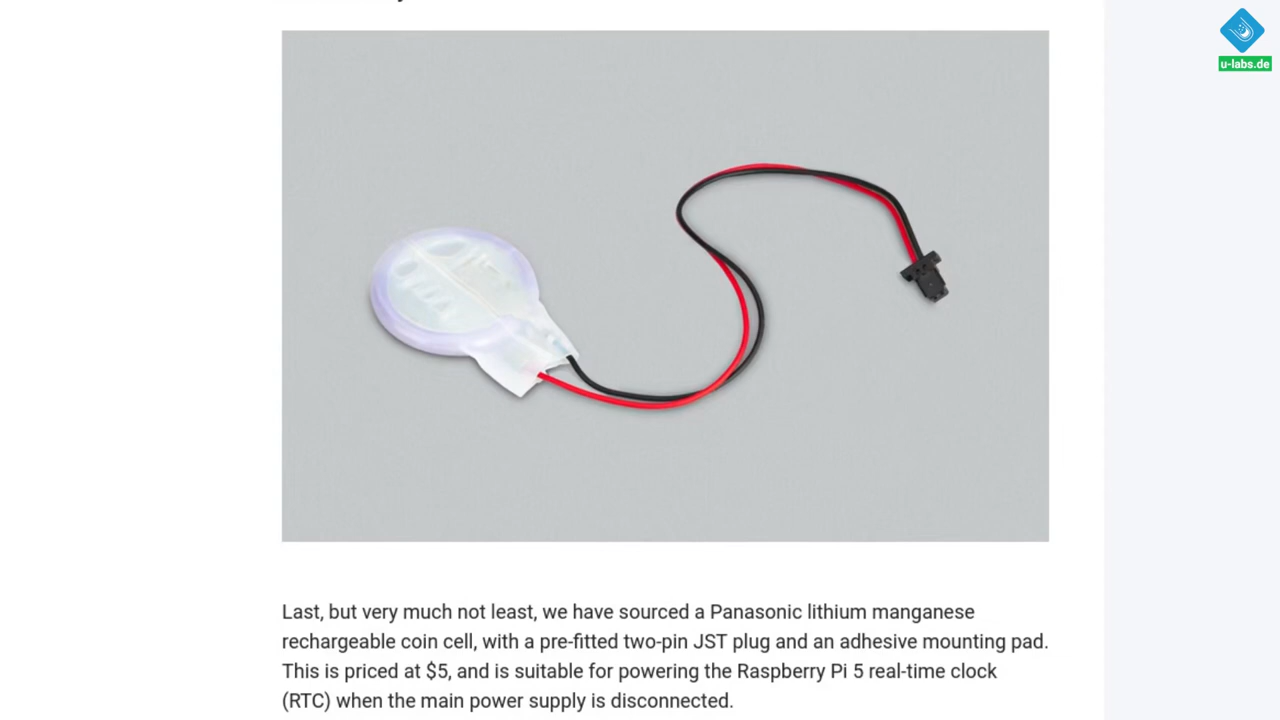 u-labs.de
Last, but very much not least, we have sourced a Panasonic lithium manganese
rechargeable coin cell, with a pre-fitted two-pin JST plug and an adhesive mounting pad.
This is priced at $5, and is suitable for powering the Raspberry Pi 5 real-time clock
(RTC) when the main power supply is disconnected.